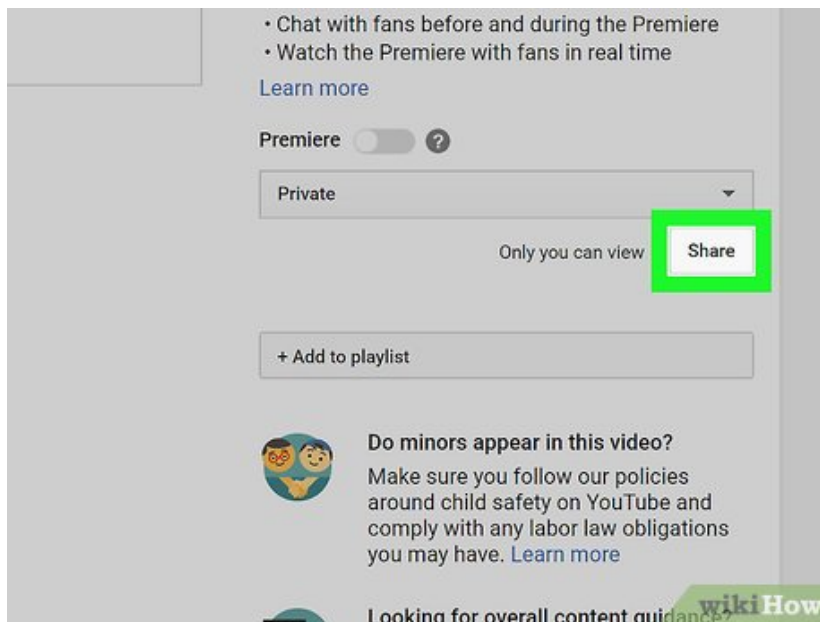 • Chat with fans before and during the Premiere
• Watch the Premiere with fans in real time
Learn more
Premiere ?
Private
Only you can view Share
+ Add to playlist
Do minors appear in this video?
Make sure you follow our policies
around child safety on YouTube and
comply with any labor law obligations
you may have. Learn more
Looking for overall content guidance?
wikiHow